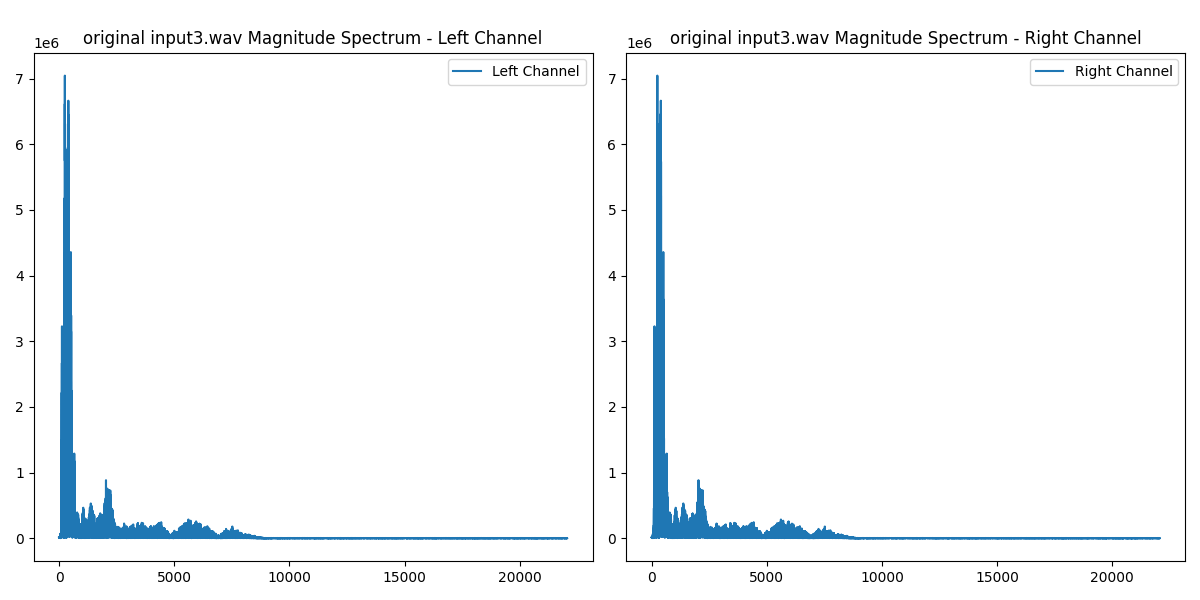 original input3.wav Magnitude Spectrum - Left Channel
1e6
Left Channel
7
6
5
4
3
2
1
0
0 5000 10000 15000 20000
original input3.wav Magnitude Spectrum - Right Channel
1e6
Right Channel
7
6
5
4
3
2
1
0
0 5000 10000 15000 20000